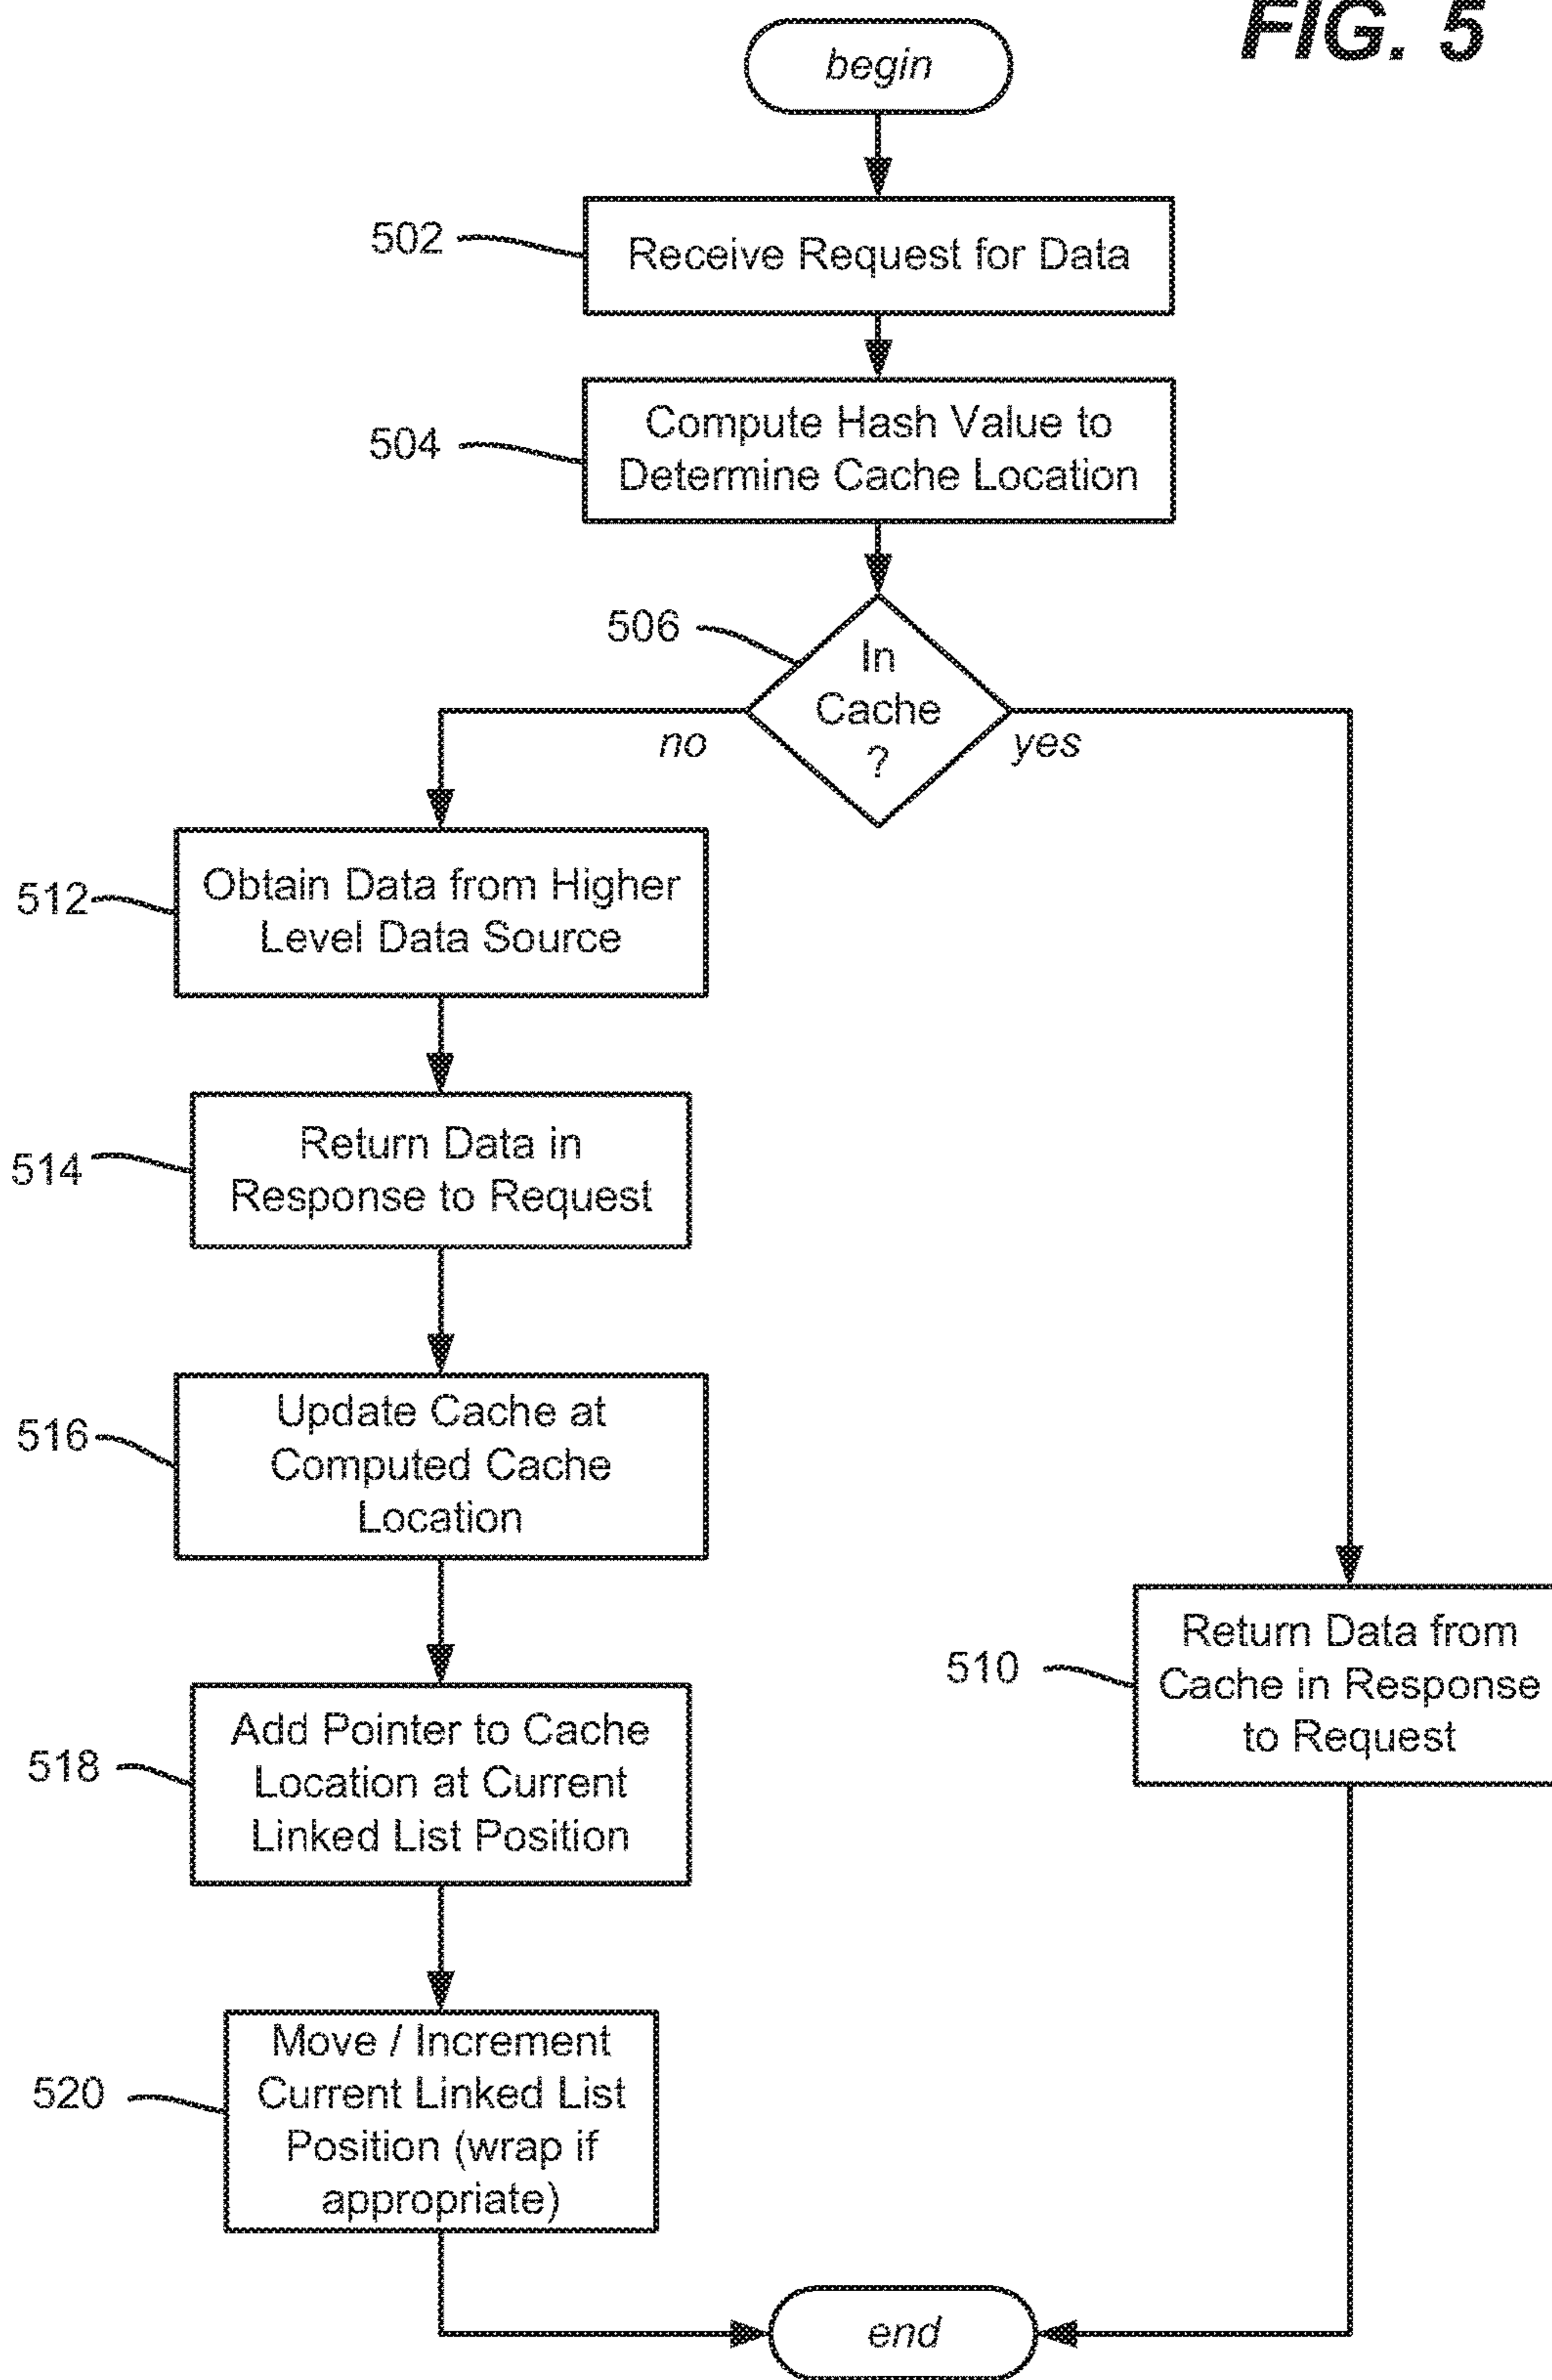 FIG. 5
begin
502
Receive Request for Data
504
Compute Hash Value to
Determine Cache Location
506
In
Cache
?
no
yes
512
Obtain Data from Higher
Level Data Source
514
Return Data in
Response to Request
516
Update Cache at
Computed Cache
Location
518
Add Pointer to Cache
Location at Current
Linked List Position
510
Return Data from
Cache in Response
to Request
520
Move / Increment
Current Linked List
Position (wrap if
appropriate)
end